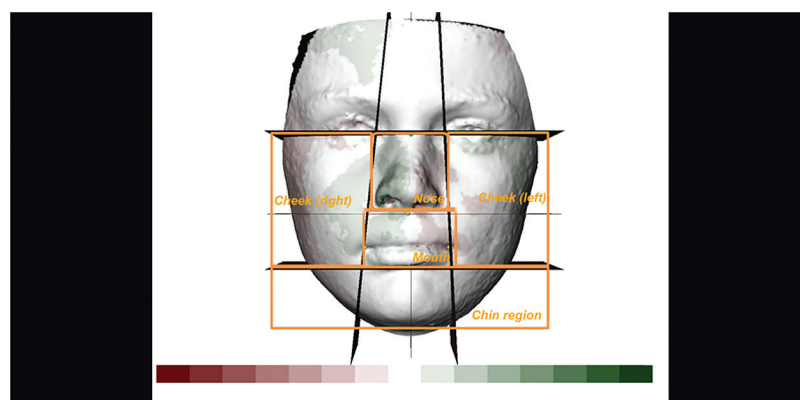 Cheek (right)
Nose
Cheek (left)
Mouth
Chin region